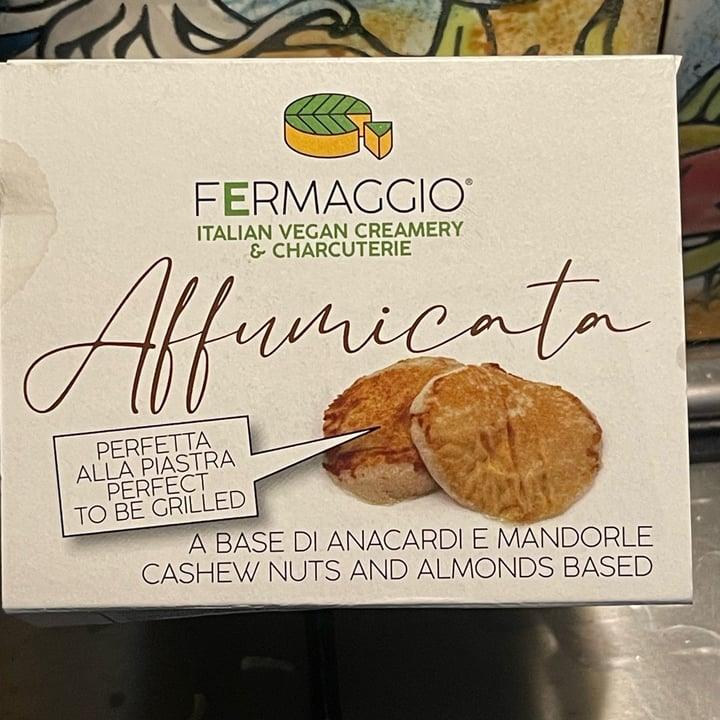 FERMAGGIO®
ITALIAN VEGAN CREAMERY
& CHARCUTERIE
Affumicata
PERFETTA
ALLA PIASTRA
PERFECT
TO BE GRILLED
A BASE DI ANACARDI E MANDORLE
CASHEW NUTS AND ALMONDS BASED